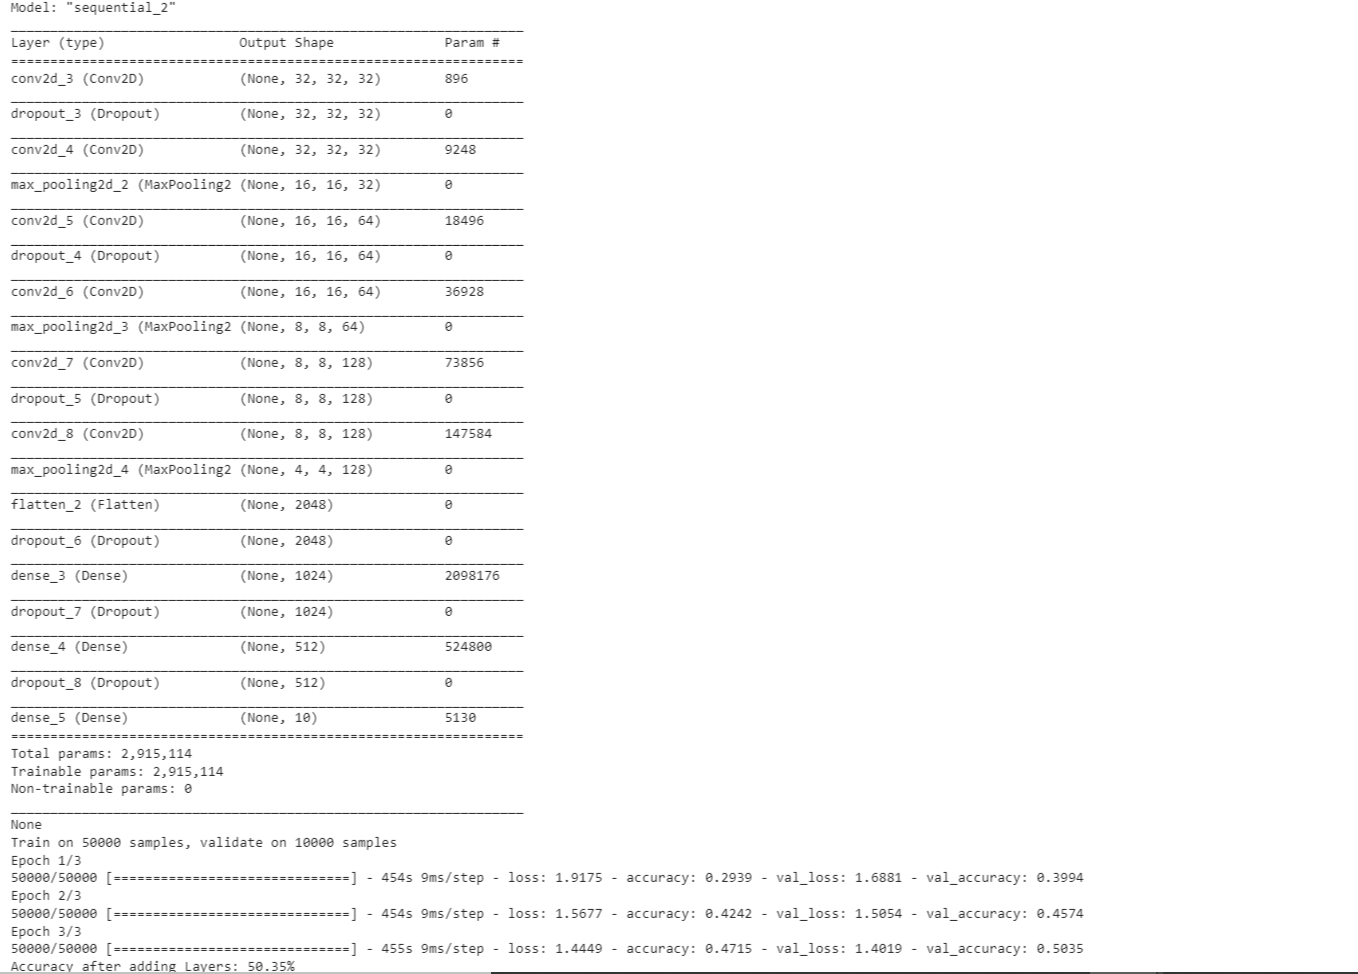 Model: "sequential_2"
Layer (type) Output Shape Param #
conv2d_3 (Conv2D) (None, 32, 32, 32) 896
dropout_3 (Dropout) (None, 32, 32, 32) 0
conv2d_4 (Conv2D) (None, 32, 32, 32) 9248
max_pooling2d_2 (MaxPooling2 (None, 16, 16, 32) 0
conv2d_5 (Conv2D) (None, 16, 16, 64) 18496
dropout_4 (Dropout) (None, 16, 16, 64) 0
conv2d_6 (Conv2D) (None, 16, 16, 64) 36928
max_pooling2d_3 (MaxPooling2 (None, 8, 8, 64) 0
conv2d_7 (Conv2D) (None, 8, 8, 128) 73856
dropout_5 (Dropout) (None, 8, 8, 128) 0
conv2d_8 (Conv2D) (None, 8, 8, 128) 147584
max_pooling2d_4 (MaxPooling2 (None, 4, 4, 128) 0
flatten_2 (Flatten) (None, 2048) 0
dropout_6 (Dropout) (None, 2048) 0
dense_3 (Dense) (None, 1024) 2098176
dropout_7 (Dropout) (None, 1024) 0
dense_4 (Dense) (None, 512) 524800
dropout_8 (Dropout) (None, 512) 0
dense_5 (Dense) (None, 10) 5130
Total params: 2,915,114
Trainable params: 2,915,114
Non-trainable params: 0
None
Train on 50000 samples, validate on 10000 samples
Epoch 1/3
50000/50000 [==============================] - 454s 9ms/step - loss: 1.9175 - accuracy: 0.2939 - val_loss: 1.6881 - val_accuracy: 0.3994
Epoch 2/3
50000/50000 [==============================] - 454s 9ms/step - loss: 1.5677 - accuracy: 0.4242 - val_loss: 1.5054 - val_accuracy: 0.4574
Epoch 3/3
50000/50000 [==============================] - 455s 9ms/step - loss: 1.4449 - accuracy: 0.4715 - val_loss: 1.4019 - val_accuracy: 0.5035
Accuracy after adding Layers: 50.35%